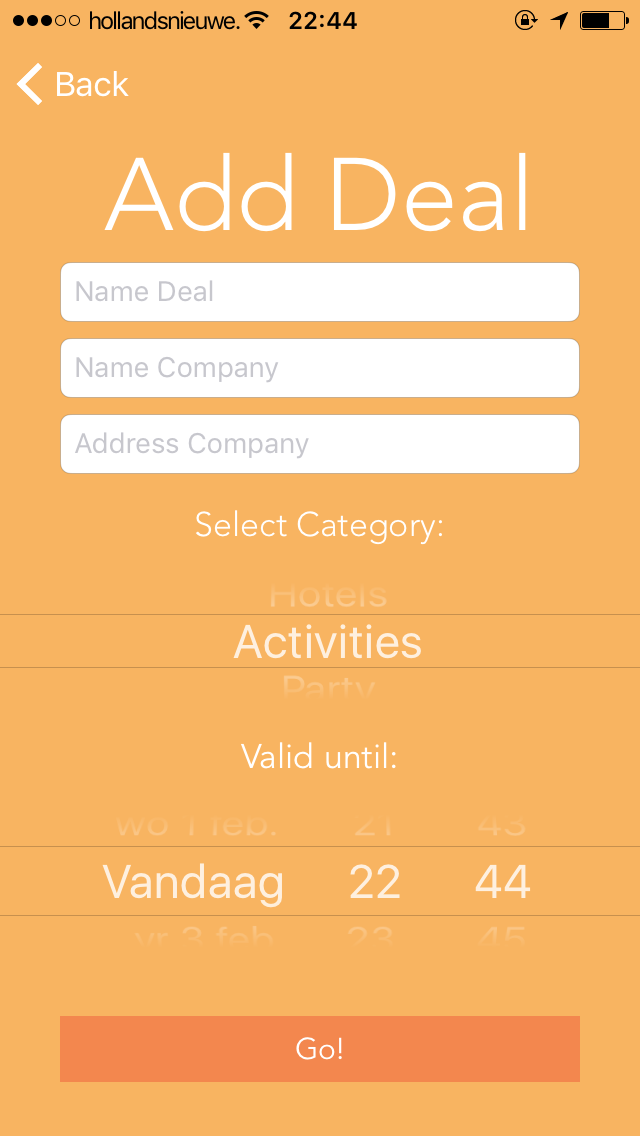 hollandsnieuwe. 22:44
Back
Add Deal
Name Deal
Name Company
Address Company
Select Category:
Hotels
Activities
Party
Valid until:
wo 1 feb. 21 43
Vandaag 22 44
vr 3 feb 23 45
Go!